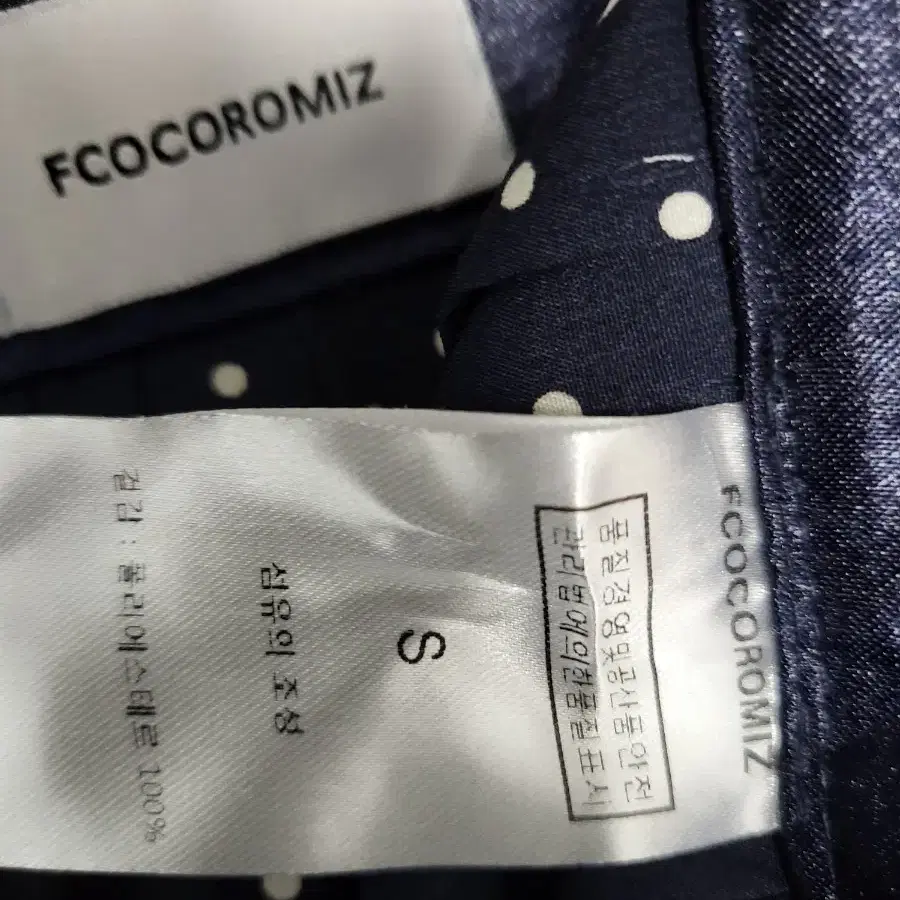 FCOCOROMIZ
FCOCOROMIZ
품질경영및공산품안전
관리법에의한품질표시
S
섬유의 조성
겉감 : 폴리에스테르 100%